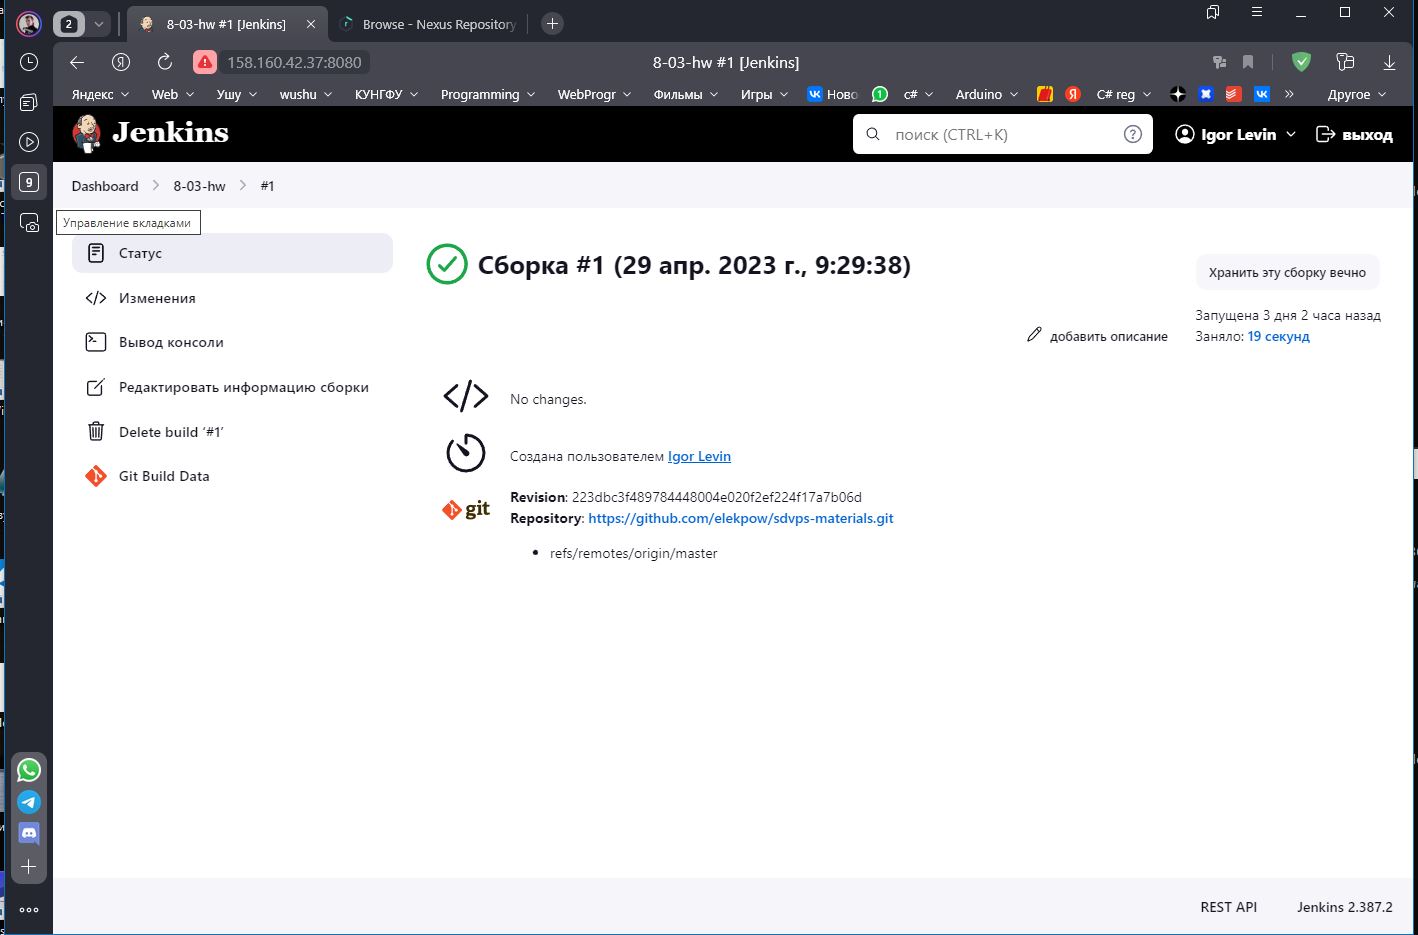 2
8-03-hw #1 [Jenkins]
Browse - Nexus Repository
158.160.42.37:8080
8-03-hw #1 [Jenkins]
Яндекс Web Ушу wushu КУНГФУ Programming WebProgr Фильмы Игры Ново c# Arduino C# reg » Другое
Jenkins
поиск (CTRL+K)
Igor Levin
выход
9
Dashboard 8-03-hw #1
Управление вкладками
Статус
Изменения
Вывод консоли
Редактировать информацию сборки
Delete build ‘#1’
Git Build Data
Сборка #1 (29 апр. 2023 г., 9:29:38)
Хранить эту сборку вечно
Запущена 3 дня 2 часа назад
Заняло: 19 секунд
добавить описание
No changes.
Создана пользователем Igor Levin
git
Revision: 223dbc3f489784448004e020f2ef224f17a7b06d
Repository: https://github.com/elekpow/sdvps-materials.git
refs/remotes/origin/master
REST API
Jenkins 2.387.2